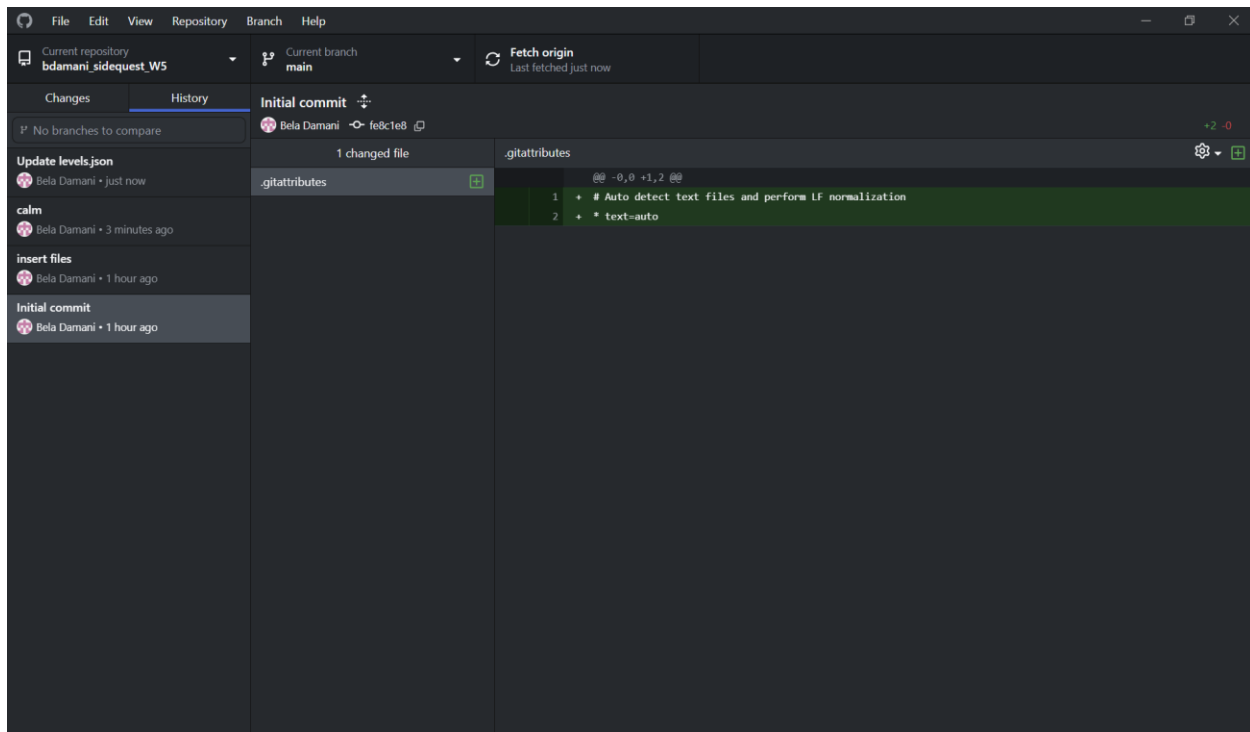 File Edit View Repository Branch Help
Current repository
bdamani_sidequest_W5
Current branch
main
Fetch origin
Last fetched just now
Changes History
No branches to compare
Update levels.json
Bela Damani • just now
calm
Bela Damani • 3 minutes ago
insert files
Bela Damani • 1 hour ago
Initial commit
Bela Damani • 1 hour ago
Initial commit
Bela Damani fe8c1e8
+2 -0
1 changed file
.gitattributes
.gitattributes
@@ -0,0 +1,2 @@
1 + # Auto detect text files and perform LF normalization
2 + * text=auto